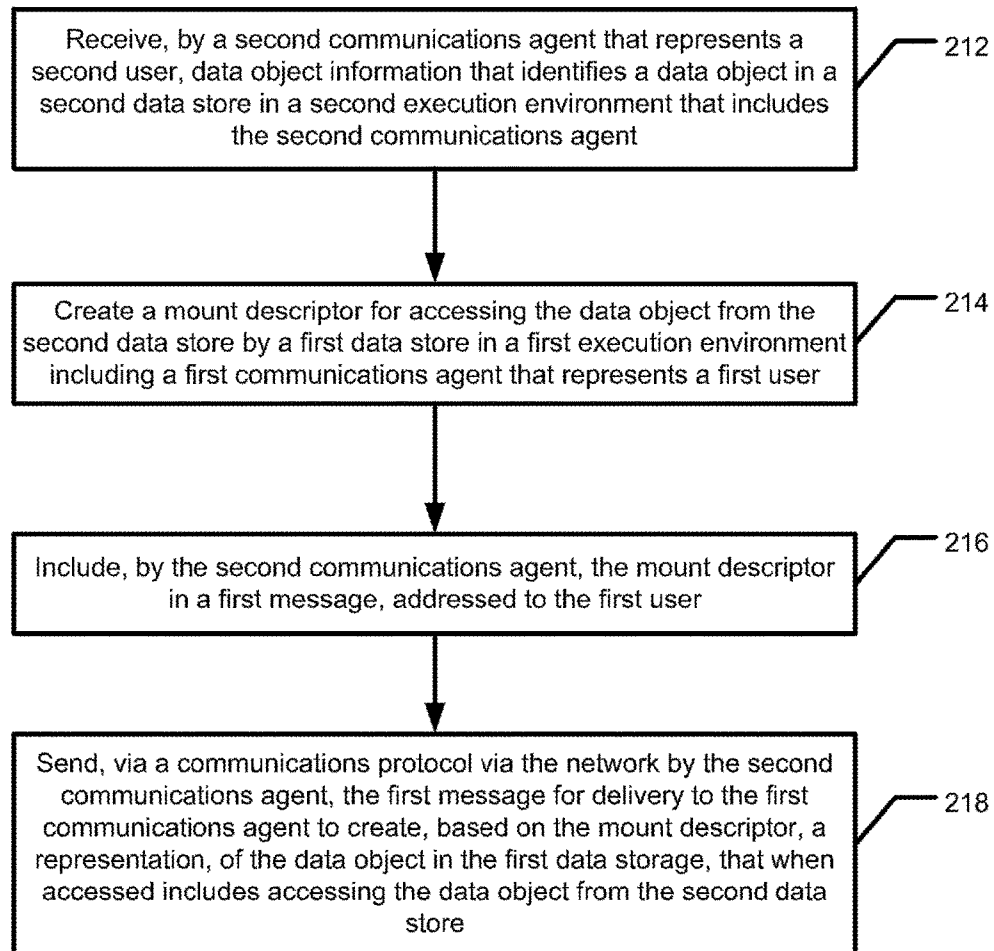 Receive, by a second communications agent that represents a
second user, data object information that identifies a data object in a
second data store in a second execution environment that includes
the second communications agent
212
Create a mount descriptor for accessing the data object from the
second data store by a first data store in a first execution environment
including a first communications agent that represents a first user
214
Include, by the second communications agent, the mount descriptor
in a first message, addressed to the first user
216
Send, via a communications protocol via the network by the second
communications agent, the first message for delivery to the first
communications agent to create, based on the mount descriptor, a
representation, of the data object in the first data storage, that when
accessed includes accessing the data object from the second data
store
218